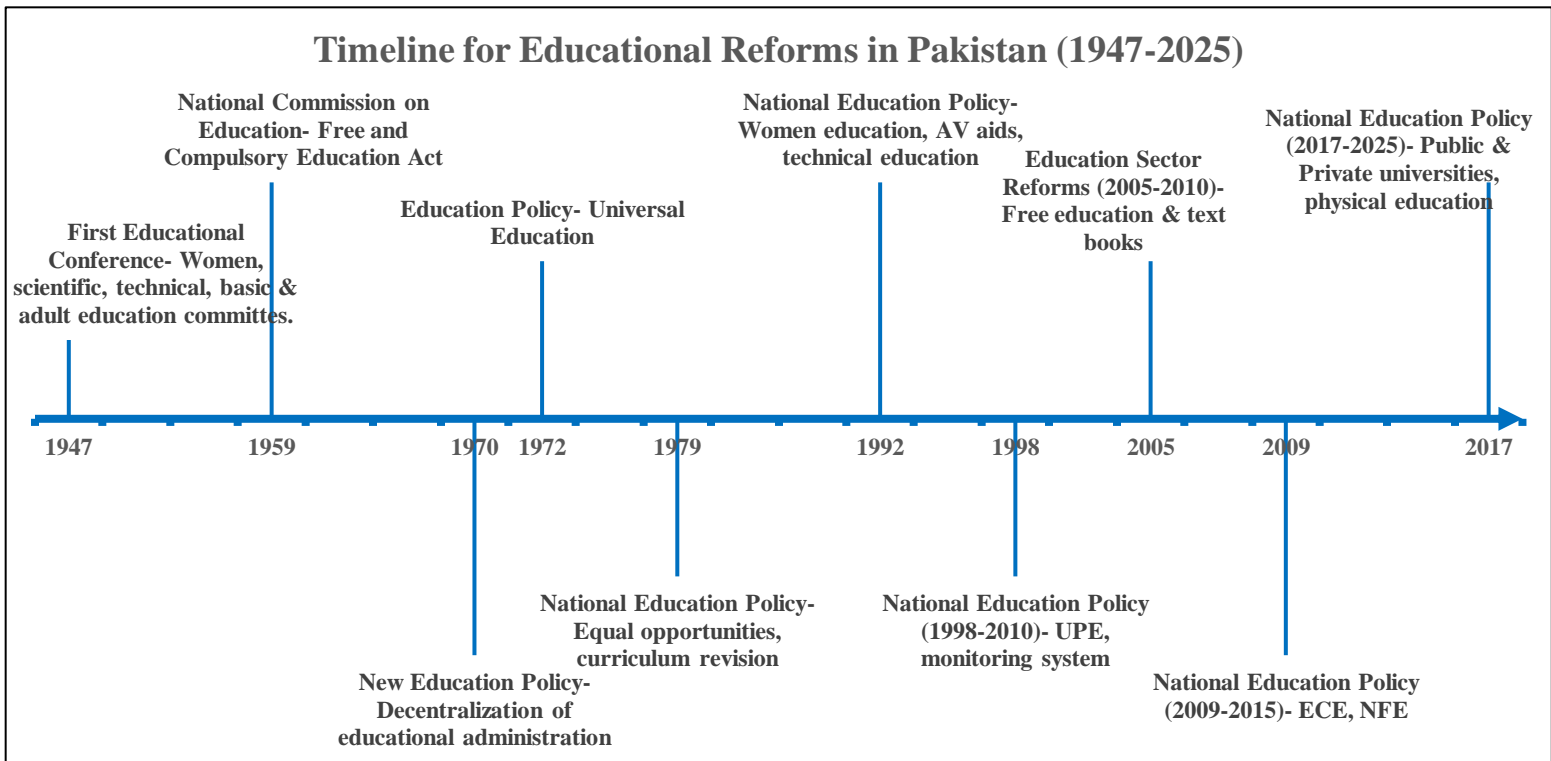 Timeline for Educational Reforms in Pakistan (1947-2025)
National Commission on
Education- Free and
Compulsory Education Act
National Education Policy-
Women education, AV aids,
technical education
National Education Policy
(2017-2025)- Public &
Private universities,
physical education
Education Sector
Reforms (2005-2010)-
Free education & text
books
Education Policy- Universal
Education
First Educational
Conference- Women,
scientific, technical, basic &
adult education committes.
1947
1959
1970
1972
1979
1992
1998
2005
2009
2017
National Education Policy-
Equal opportunities,
curriculum revision
National Education Policy
(1998-2010)- UPE,
monitoring system
New Education Policy-
Decentralization of
educational administration
National Education Policy
(2009-2015)- ECE, NFE